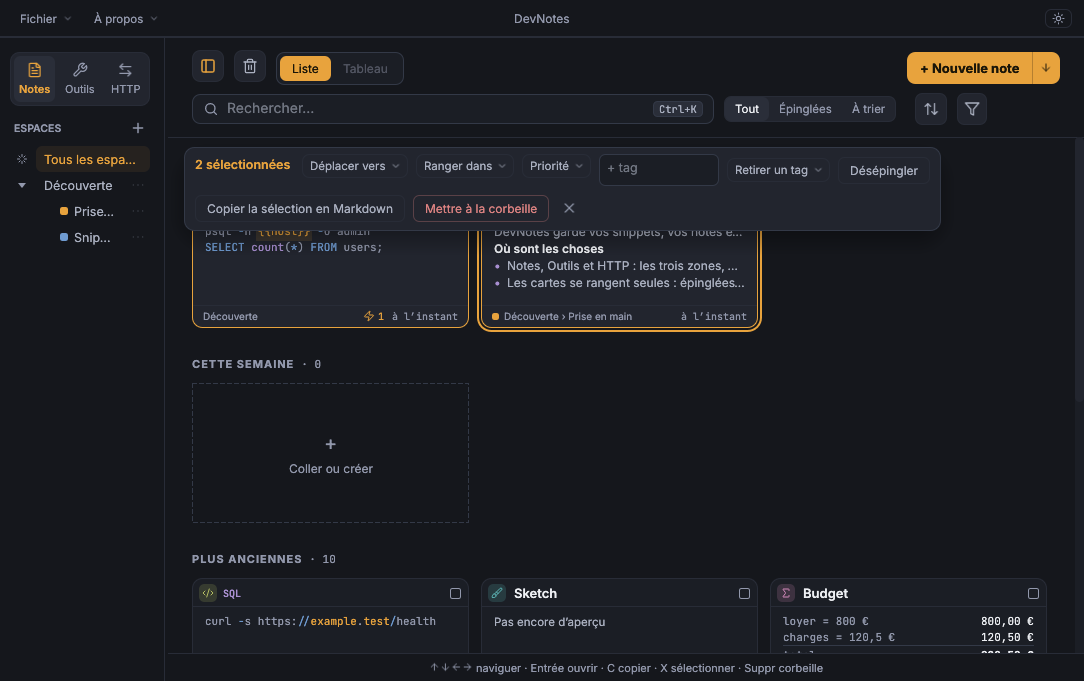 Fichier À propos DevNotes
Notes Outils HTTP
Liste Tableau
+ Nouvelle note
Rechercher... Ctrl+K
Tout Épinglées À trier
ESPACES
Tous les espa...
Découverte
Prise...
Snip...
2 sélectionnées Déplacer vers Ranger dans Priorité + tag Retirer un tag Désépingler
Copier la sélection en Markdown Mettre à la corbeille
psql -h {{host}} -U admin
SELECT count(*) FROM users;
Découverte 1 à l'instant
DevNotes garde vos snippets, vos notes e...
Où sont les choses
• Notes, Outils et HTTP : les trois zones, ...
• Les cartes se rangent seules : épinglées...
Découverte › Prise en main à l'instant
CETTE SEMAINE · 0
+
Coller ou créer
PLUS ANCIENNES · 10
SQL
curl -s https://example.test/health
Sketch
Pas encore d'aperçu
Budget
loyer = 800 € 800,00 €
charges = 120,5 € 120,50 €
↑↓←→ naviguer · Entrée ouvrir · C copier · X sélectionner · Suppr corbeille